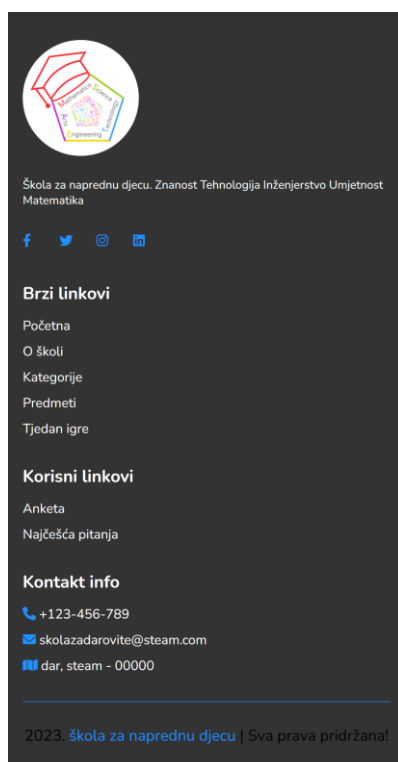 Mathematics
Science
Arts
Technology
Engineering
Škola za naprednu djecu. Znanost Tehnologija Inženjerstvo Umjetnost
Matematika
Brzi linkovi
Početna
O školi
Kategorije
Predmeti
Tjedan igre
Korisni linkovi
Anketa
Najčešća pitanja
Kontakt info
+123-456-789
skolazadarovite@steam.com
dar, steam - 00000
2023. škola za naprednu djecu | Sva prava pridržana!